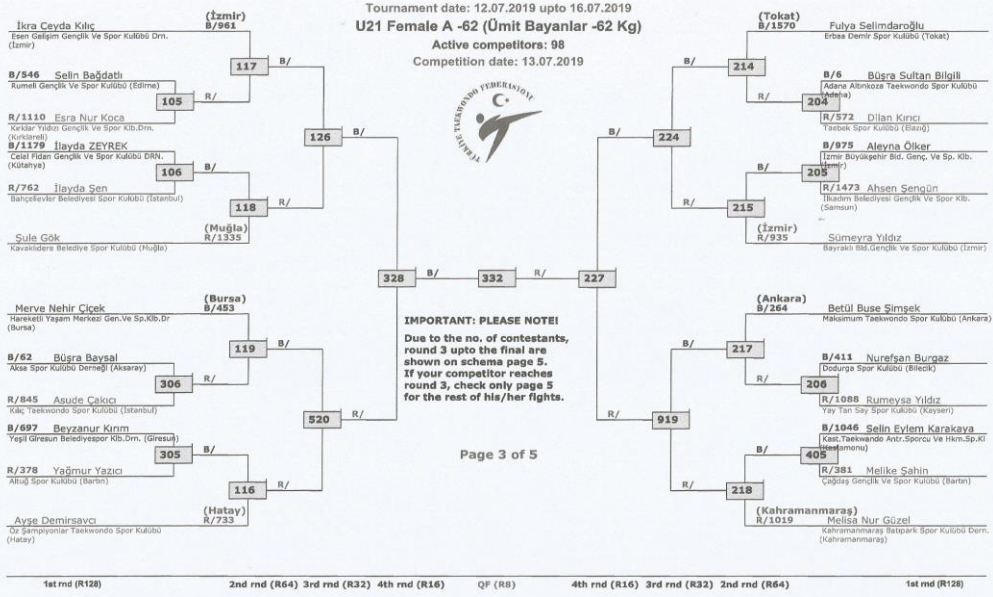 Tournament date: 12.07.2019 upto 16.07.2019
U21 Female A -62 (Ümit Bayanlar -62 Kg)
Active competitors: 98
Competition date: 13.07.2019
TÜRKİYE TAEKWONDO FEDERASYONU
(İzmir)
İkra Ceyda Kılıç B/961
Esen Gelişim Gençlik Ve Spor Kulübü Drn.
(İzmir)
117 B/
B/546 Selin Bağdatlı
Rumeli Gençlik Ve Spor Kulübü (Edirne)
105 R/
R/1110 Esra Nur Koca
Kırklar Yıldızı Gençlik Ve Spor Klb.Drn.
(Kırklareli)
126 B/
B/1179 İlayda ZEYREK
Celal Fidan Gençlik Ve Spor Kulübü DRN.
(Kütahya)
106 B/
R/762 İlayda Şen
Bahçelievler Belediyesi Spor Kulübü (İstanbul)
118 R/
(Muğla)
Şule Gök R/1335
Kavaklıdere Belediye Spor Kulübü (Muğla)
328 B/ 332 R/ 227
(Bursa)
Merve Nehir Çiçek B/453
Hareketli Yaşam Merkezi Gen.Ve Sp.Klb.Dr
(Bursa)
119 B/
B/62 Büşra Baysal
Aksa Spor Kulübü Derneği (Aksaray)
306 R/
R/845 Asude Çakıcı
Kılıç Taekwondo Spor Kulübü (İstanbul)
520 R/
B/697 Beyzanur Kırım
Yeşil Giresun Belediyespor Klb.Drn. (Giresun)
305 B/
R/378 Yağmur Yazıcı
Altuğ Spor Kulübü (Bartın)
116 R/
(Hatay)
Ayşe Demirsavcı R/733
Öz Şampiyonlar Taekwondo Spor Kulübü
(Hatay)
IMPORTANT: PLEASE NOTE!
Due to the no. of contestants,
round 3 upto the final are
shown on schema page 5.
If your competitor reaches
round 3, check only page 5
for the rest of his/her fights.
Page 3 of 5
(Tokat)
B/1570 Fulya Selimdaroğlu
Erbaa Demir Spor Kulübü (Tokat)
B/ 214
B/6 Büşra Sultan Bilgili
Adana Altınkoza Taekwondo Spor Kulübü
(Adana)
R/ 204
R/572 Dilan Kırıcı
Taebek Spor Kulübü (Elazığ)
B/ 224
B/975 Aleyna Ölker
İzmir Büyükşehir Bld. Genç. Ve Sp. Klb.
(İzmir)
B/ 205
R/1473 Ahsen Şengün
İlkadım Belediyesi Gençlik Ve Spor Klb.
(Samsun)
R/ 215
(İzmir)
R/935 Sümeyra Yıldız
Bayraklı Bld.Gençlik Ve Spor Kulübü (İzmir)
(Ankara)
B/264 Betül Buse Şimşek
Maksimum Taekwondo Spor Kulübü (Ankara)
B/ 217
B/411 Nurefşan Burgaz
Dodurga Spor Kulübü (Bilecik)
R/ 206
R/1088 Rumeysa Yıldız
Yay Tan Say Spor Kulübü (Kayseri)
R/ 919
B/1046 Selin Eylem Karakaya
Kast.Taekwando Antr.Sporcu Ve Hkm.Sp.Kl
(Kastamonu)
B/ 405
R/381 Melike Şahin
Çağdaş Gençlik Ve Spor Kulübü (Bartın)
R/ 218
(Kahramanmaraş)
R/1019 Melisa Nur Güzel
Kahramanmaraş Batıpark Spor Kulübü Dern.
(Kahramanmaraş)
1st rnd (R128) 2nd rnd (R64) 3rd rnd (R32) 4th rnd (R16) QF (R8) 4th rnd (R16) 3rd rnd (R32) 2nd rnd (R64) 1st rnd (R128)